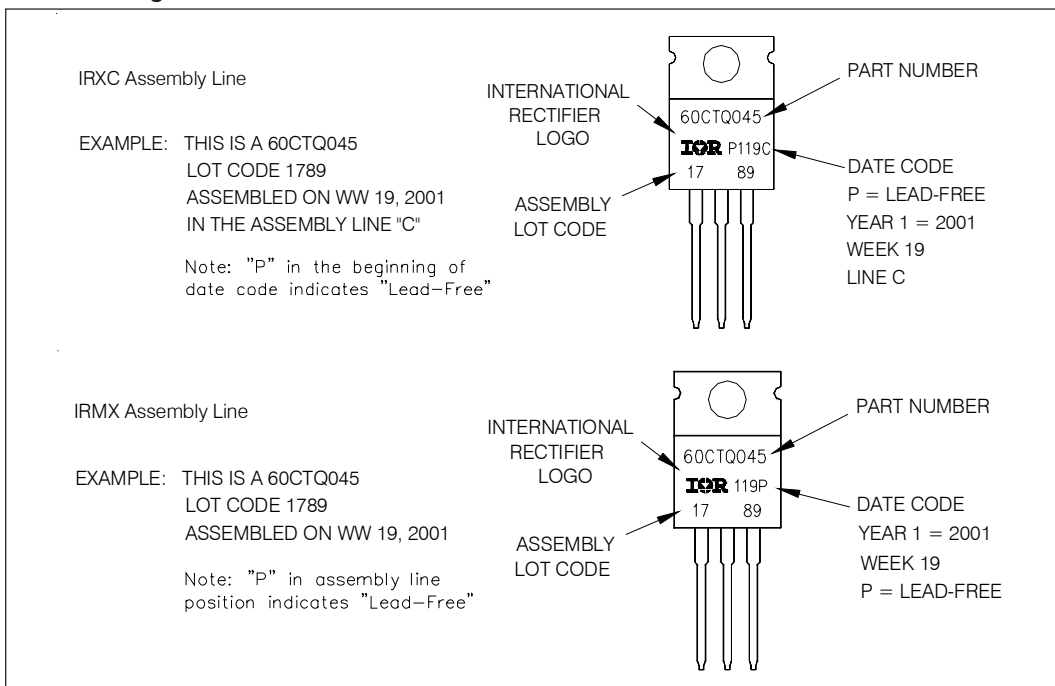 IRXC Assembly Line
EXAMPLE: THIS IS A 60CTQ045
LOT CODE 1789
ASSEMBLED ON WW 19, 2001
IN THE ASSEMBLY LINE "C"
Note: "P" in the beginning of
date code indicates "Lead-Free"
INTERNATIONAL
RECTIFIER
LOGO
ASSEMBLY
LOT CODE
60CTQ045
IOR P119C
17 89
PART NUMBER
DATE CODE
P = LEAD-FREE
YEAR 1 = 2001
WEEK 19
LINE C
IRMX Assembly Line
EXAMPLE: THIS IS A 60CTQ045
LOT CODE 1789
ASSEMBLED ON WW 19, 2001
Note: "P" in assembly line
position indicates "Lead-Free"
INTERNATIONAL
RECTIFIER
LOGO
ASSEMBLY
LOT CODE
60CTQ045
IOR 119P
17 89
PART NUMBER
DATE CODE
YEAR 1 = 2001
WEEK 19
P = LEAD-FREE